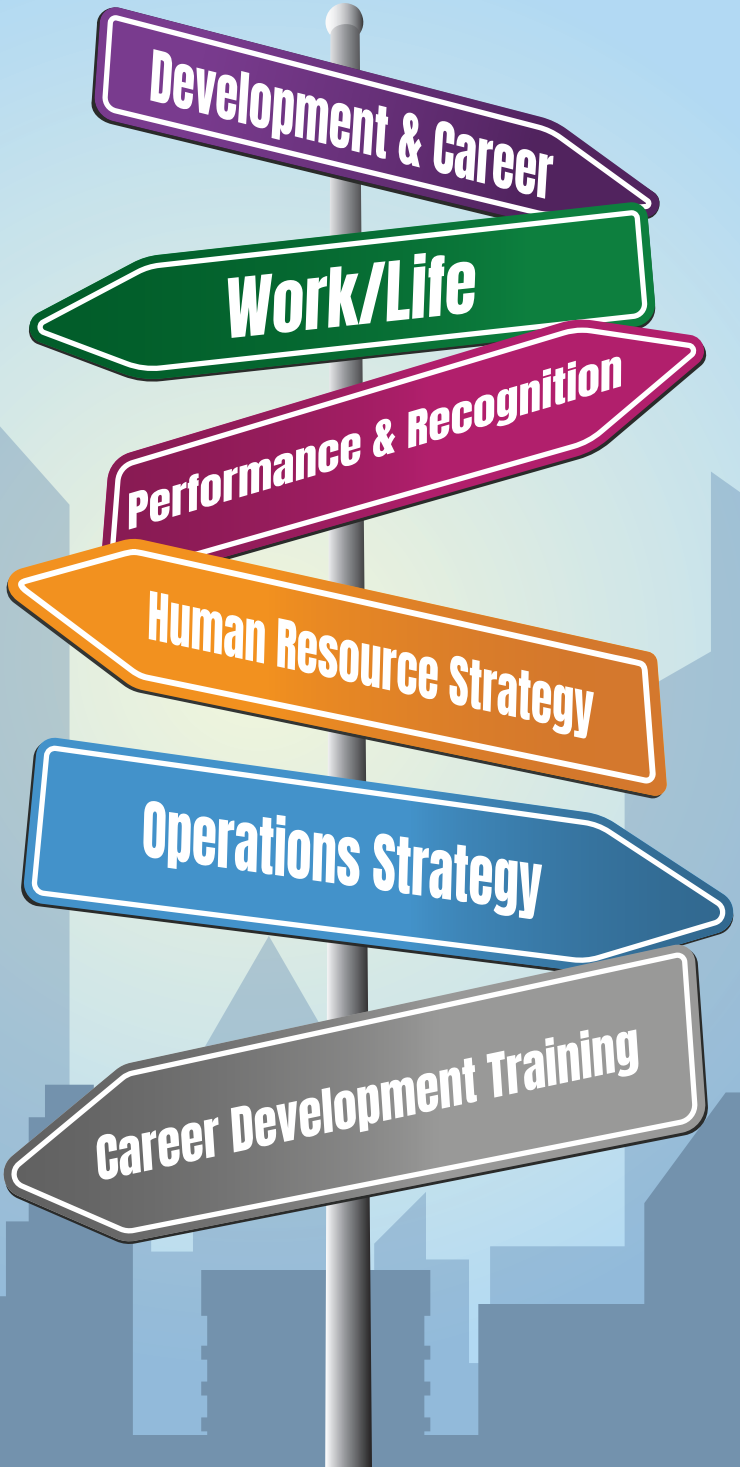 Development & Career
Work/Life
Performance & Recognition
Human Resource Strategy
Operations Strategy
Career Development Training